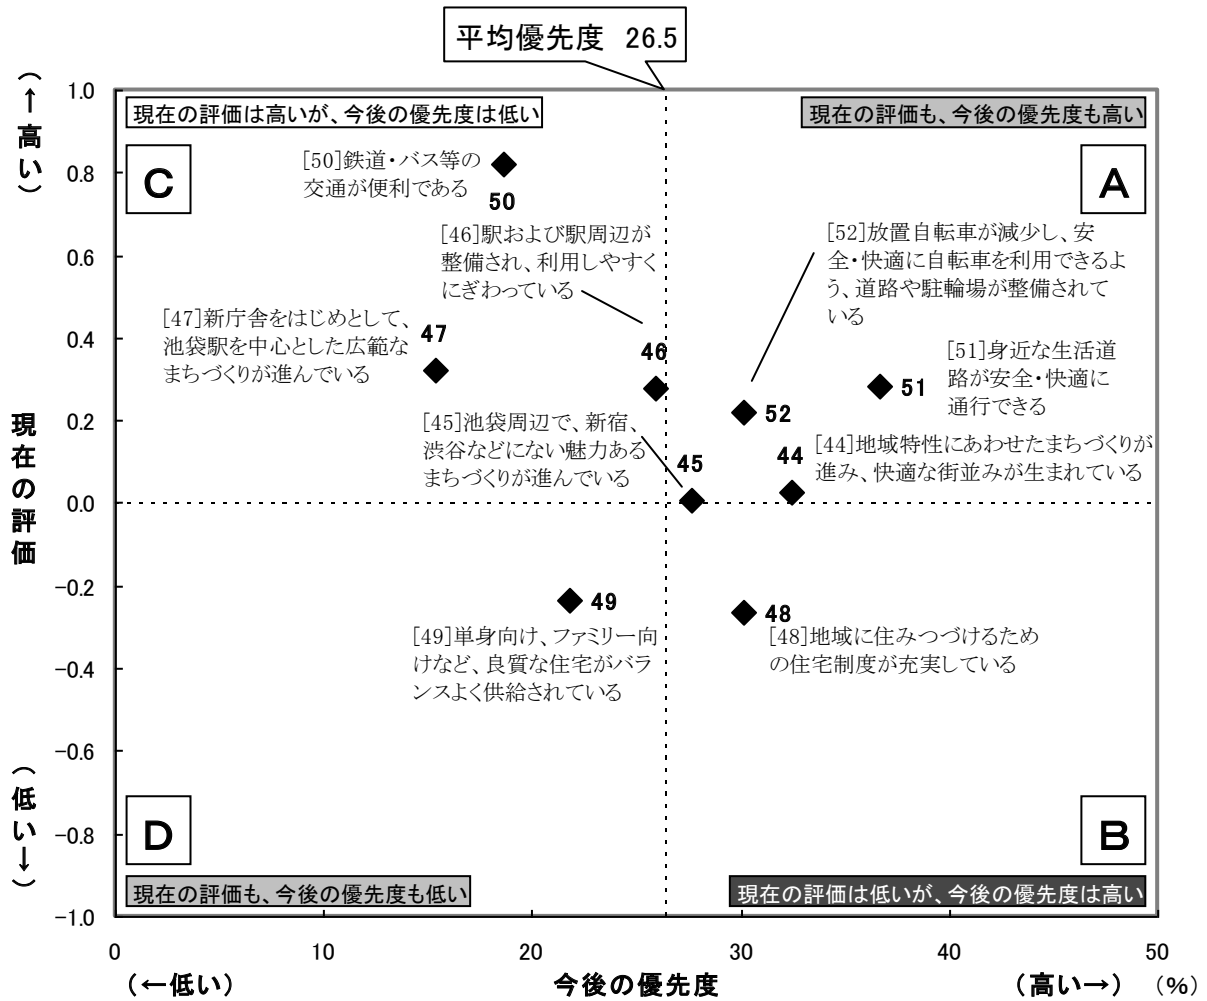 平均優先度 26.5
(←高い)
現在の評価
(低い→)
1.0
0.8
0.6
0.4
0.2
0.0
−0.2
−0.4
−0.6
−0.8
−1.0
現在の評価は高いが、今後の優先度は低い
現在の評価も、今後の優先度も高い
C
A
[50]鉄道・バス等の
交通が便利である
50
[46]駅および駅周辺が
整備され、利用しやすく
にぎわっている
46
[52]放置自転車が減少し、安
全・快適に自転車を利用できるよ
う、道路や駐輪場が整備されて
いる
52
[47]新庁舎をはじめとして、
池袋駅を中心とした広範な
まちづくりが進んでいる
47
[51]身近な生活道
路が安全・快適に
通行できる
51
[45]池袋周辺で、新宿、
渋谷などにない魅力ある
まちづくりが進んでいる
45
[44]地域特性にあわせたまちづくりが
進み、快適な街並みが生まれている
44
49
[49]単身向け、ファミリー向
けなど、良質な住宅がバラ
ンスよく供給されている
48
[48]地域に住みつづけるため
の住宅制度が充実している
D
B
現在の評価も、今後の優先度も低い
現在の評価は低いが、今後の優先度は高い
0
10
20
30
40
50
(←低い)
今後の優先度
(高い→)
(%)